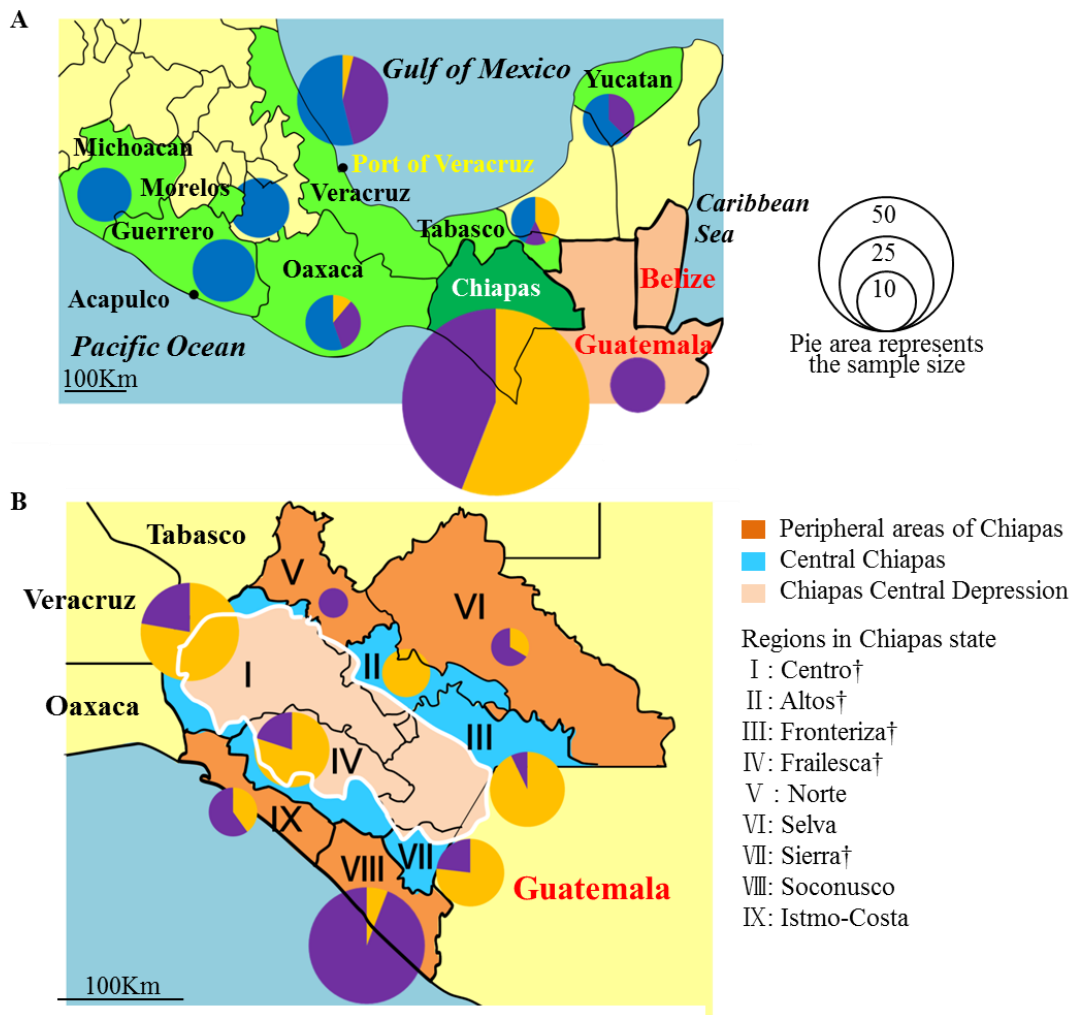 A
Gulf of Mexico
Yucatan
Michoacan
Port of Veracruz
Morelos
Veracruz
Caribbean
Sea
Guerrero
Tabasco
Oaxaca
Chiapas
Belize
Acapulco
Pacific Ocean
Guatemala
100Km
50
25
10
Pie area represents
the sample size
B
Tabasco
Veracruz
Oaxaca
Guatemala
Ⅴ
Ⅵ
Ⅱ
Ⅰ
Ⅲ
Ⅳ
Ⅸ
Ⅷ
Ⅶ
100Km
Peripheral areas of Chiapas
Central Chiapas
Chiapas Central Depression
Regions in Chiapas state
Ⅰ : Centro†
Ⅱ : Altos†
Ⅲ: Fronteriza†
Ⅳ: Frailesca†
Ⅴ : Norte
Ⅵ: Selva
Ⅶ: Sierra†
Ⅷ: Soconusco
Ⅸ: Istmo-Costa